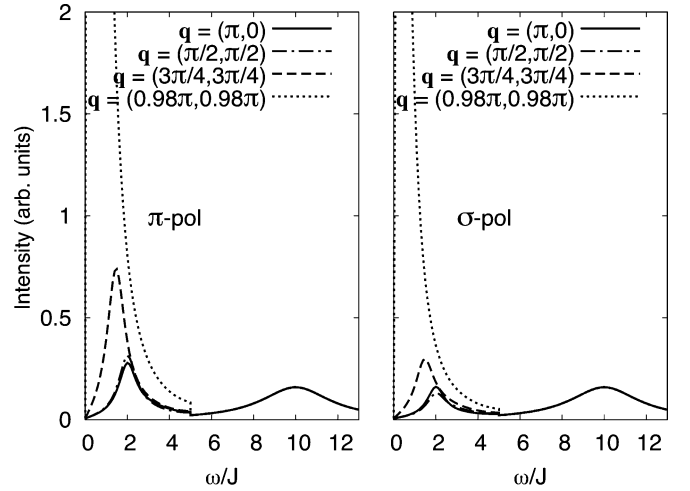 q = (π,0)
q = (π/2,π/2)
q = (3π/4,3π/4)
q = (0.98π,0.98π)
π-pol
Intensity (arb. units)
2
1.5
1
0.5
0
0 2 4 6 8 10 12
ω/J
q = (π,0)
q = (π/2,π/2)
q = (3π/4,3π/4)
q = (0.98π,0.98π)
σ-pol
0 2 4 6 8 10 12
ω/J